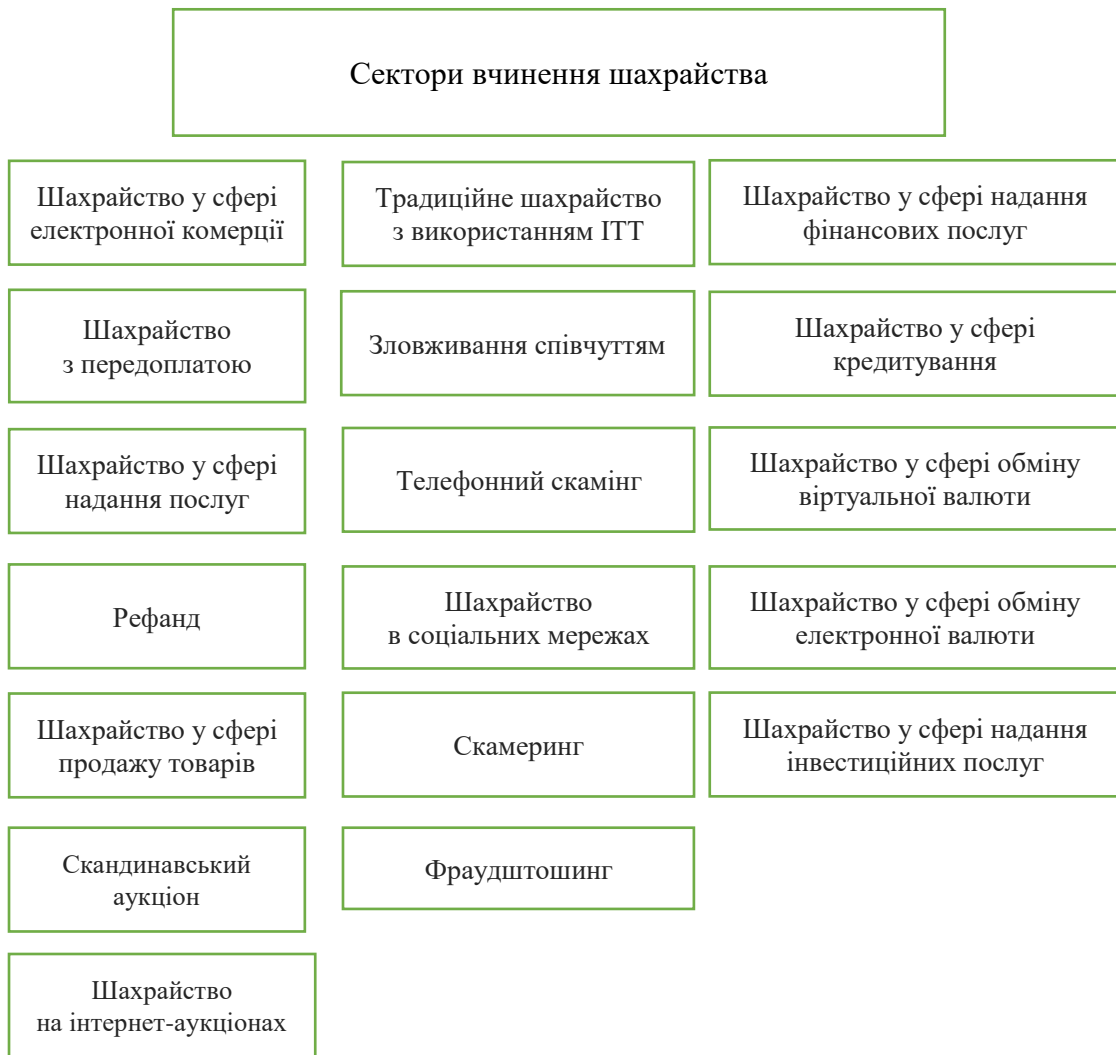 Сектори вчинення шахрайства
Шахрайство у сфері
електронної комерції
Традиційне шахрайство
з використанням ІТТ
Шахрайство у сфері надання
фінансових послуг
Шахрайство
з передоплатою
Зловживання співчуттям
Шахрайство у сфері
кредитування
Шахрайство у сфері
надання послуг
Телефонний скамінг
Шахрайство у сфері обміну
віртуальної валюти
Рефанд
Шахрайство
в соціальних мережах
Шахрайство у сфері обміну
електронної валюти
Шахрайство у сфері
продажу товарів
Скамеринг
Шахрайство у сфері надання
інвестиційних послуг
Скандинавський
аукціон
Фраудштошинг
Шахрайство
на інтернет-аукціонах